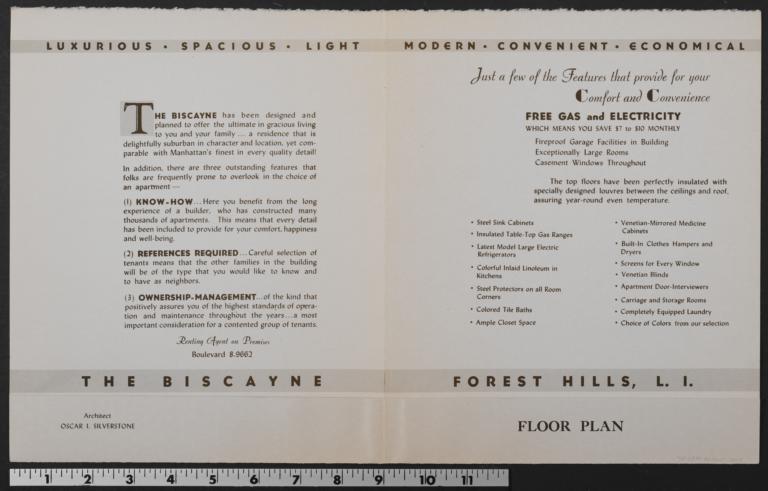 LUXURIOUS • SPACIOUS • LIGHT
THE BISCAYNE has been designed and
planned to offer the ultimate in gracious living
to you and your family ... a residence that is
delightfully suburban in character and location, yet com-
parable with Manhattan's finest in every quality detail!
In addition, there are three outstanding features that
folks are frequently prone to overlook in the choice of
an apartment —
(1) KNOW-HOW...Here you benefit from the long
experience of a builder, who has constructed many
thousands of apartments. This means that every detail
has been included to provide for your comfort, happiness
and well-being.
(2) REFERENCES REQUIRED...Careful selection of
tenants means that the other families in the building
will be of the type that you would like to know and
to have as neighbors.
(3) OWNERSHIP-MANAGEMENT...of the kind that
positively assures you of the highest standards of opera-
tion and maintenance throughout the years...a most
important consideration for a contented group of tenants.
Renting Agent on Premises
Boulevard 8-9662
THE BISCAYNE
Architect
OSCAR I. SILVERSTONE
MODERN • CONVENIENT • ECONOMICAL
Just a few of the Features that provide for your
Comfort and Convenience
FREE GAS and ELECTRICITY
WHICH MEANS YOU SAVE $7 to $10 MONTHLY
Fireproof Garage Facilities in Building
Exceptionally Large Rooms
Casement Windows Throughout
The top floors have been perfectly insulated with
specially designed louvres between the ceilings and roof,
assuring year-round even temperature.
• Steel Sink Cabinets
• Insulated Table-Top Gas Ranges
• Latest Model Large Electric
Refrigerators
• Colorful Inlaid Linoleum in
Kitchens
• Steel Protectors on all Room
Corners
• Colored Tile Baths
• Ample Closet Space
• Venetian-Mirrored Medicine
Cabinets
• Built-In Clothes Hampers and
Dryers
• Screens for Every Window
• Venetian Blinds
• Apartment Door-Interviewers
• Carriage and Storage Rooms
• Completely Equipped Laundry
• Choice of Colors from our selection
FOREST HILLS, L. I.
FLOOR PLAN
1 2 3 4 5 6 7 8 9 10 11